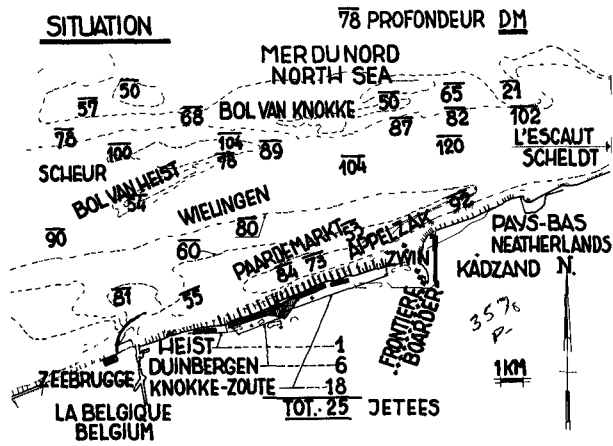 SITUATION
78 PROFONDEUR DM
MER DU NORD
NORTH SEA
50
57
68
BOL VAN KNOKKE
50
65
21
78
100
104
78
89
87
82
102
104
120
L'ESCAUT
SCHELDT
SCHEUR
BOL VAN HEIST
54
WIELINGEN
80
90
60
PAARDEMARKT
53
APPELZAK
92
84
73
ZWIN
PAYS-BAS
NEATHERLANDS
KADZAND
N.
81
55
FRONTIERE
BOARDER
35%
1 KM
HEIST 1
DUINBERGEN 6
KNOKKE-ZOUTE 18
TOT. 25 JETEES
ZEEBRUGGE
LA BELGIQUE
BELGIUM